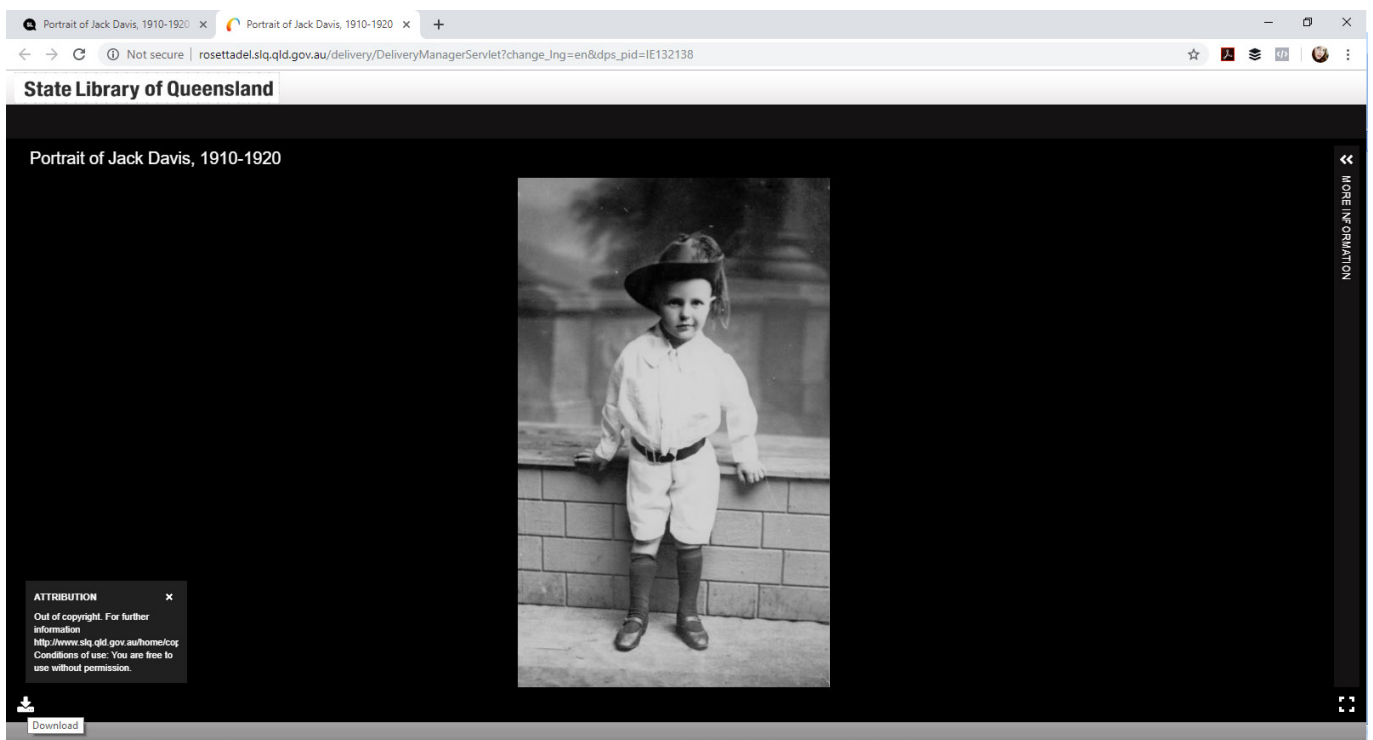 Portrait of Jack Davis, 1910-1920
Portrait of Jack Davis, 1910-1920
Not secure | rosettadel.slq.qld.gov.au/delivery/DeliveryManagerServlet?change_lng=en&dps_pid=IE132138
State Library of Queensland
Portrait of Jack Davis, 1910-1920
MORE INFORMATION
ATTRIBUTION
Out of copyright. For further
information
http://www.slq.qld.gov.au/home/cop
Conditions of use: You are free to
use without permission.
Download